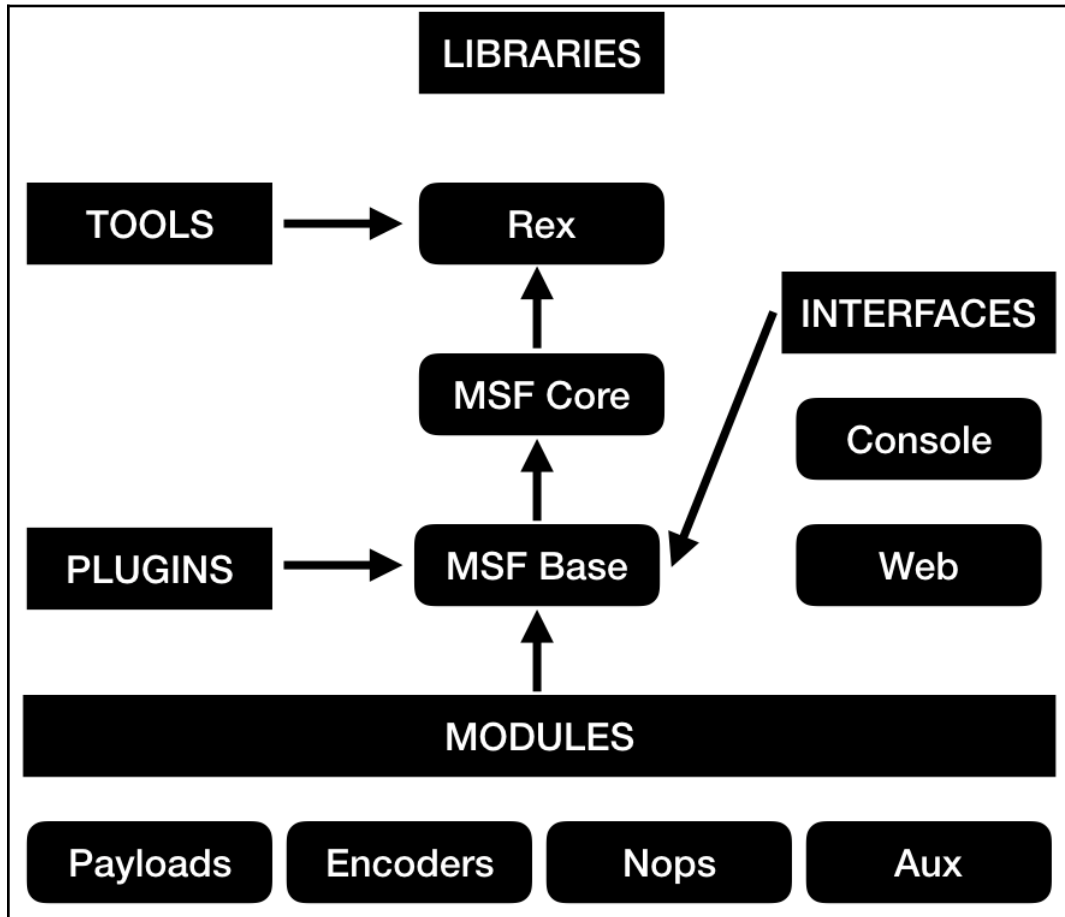 LIBRARIES
TOOLS
Rex
INTERFACES
MSF Core
Console
PLUGINS
MSF Base
Web
MODULES
Payloads
Encoders
Nops
Aux